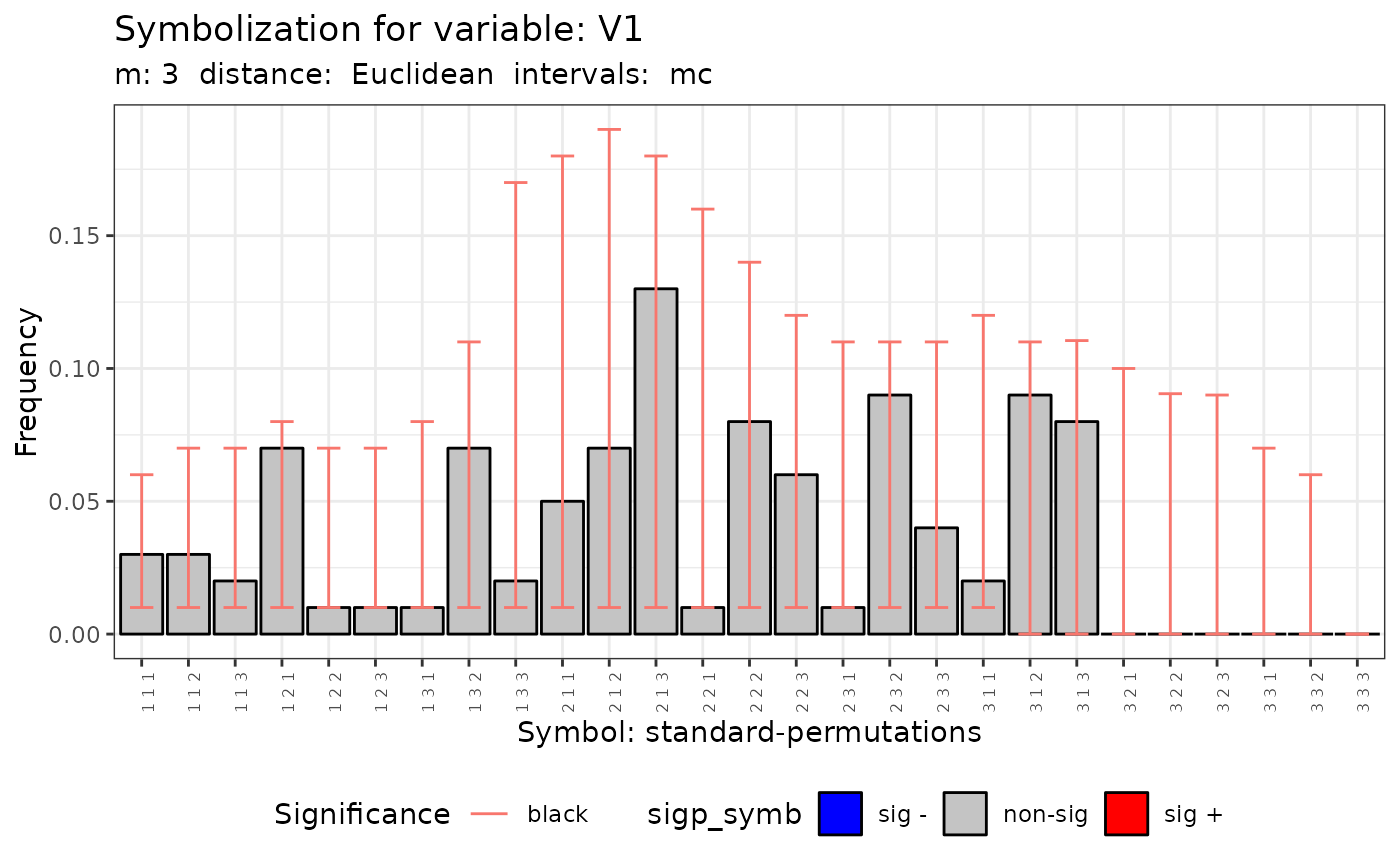 Symbolization for variable: V1
m: 3 distance: Euclidean intervals: mc
Frequency
0.15
0.10
0.05
0.00
1 1 1
1 1 2
1 1 3
1 2 1
1 2 2
1 2 3
1 3 1
1 3 2
1 3 3
2 1 1
2 1 2
2 1 3
2 2 1
2 2 2
2 2 3
2 3 1
2 3 2
2 3 3
3 1 1
3 1 2
3 1 3
3 2 1
3 2 2
3 2 3
3 3 1
3 3 2
3 3 3
Symbol: standard-permutations
Significance black sigp_symb sig - non-sig sig +